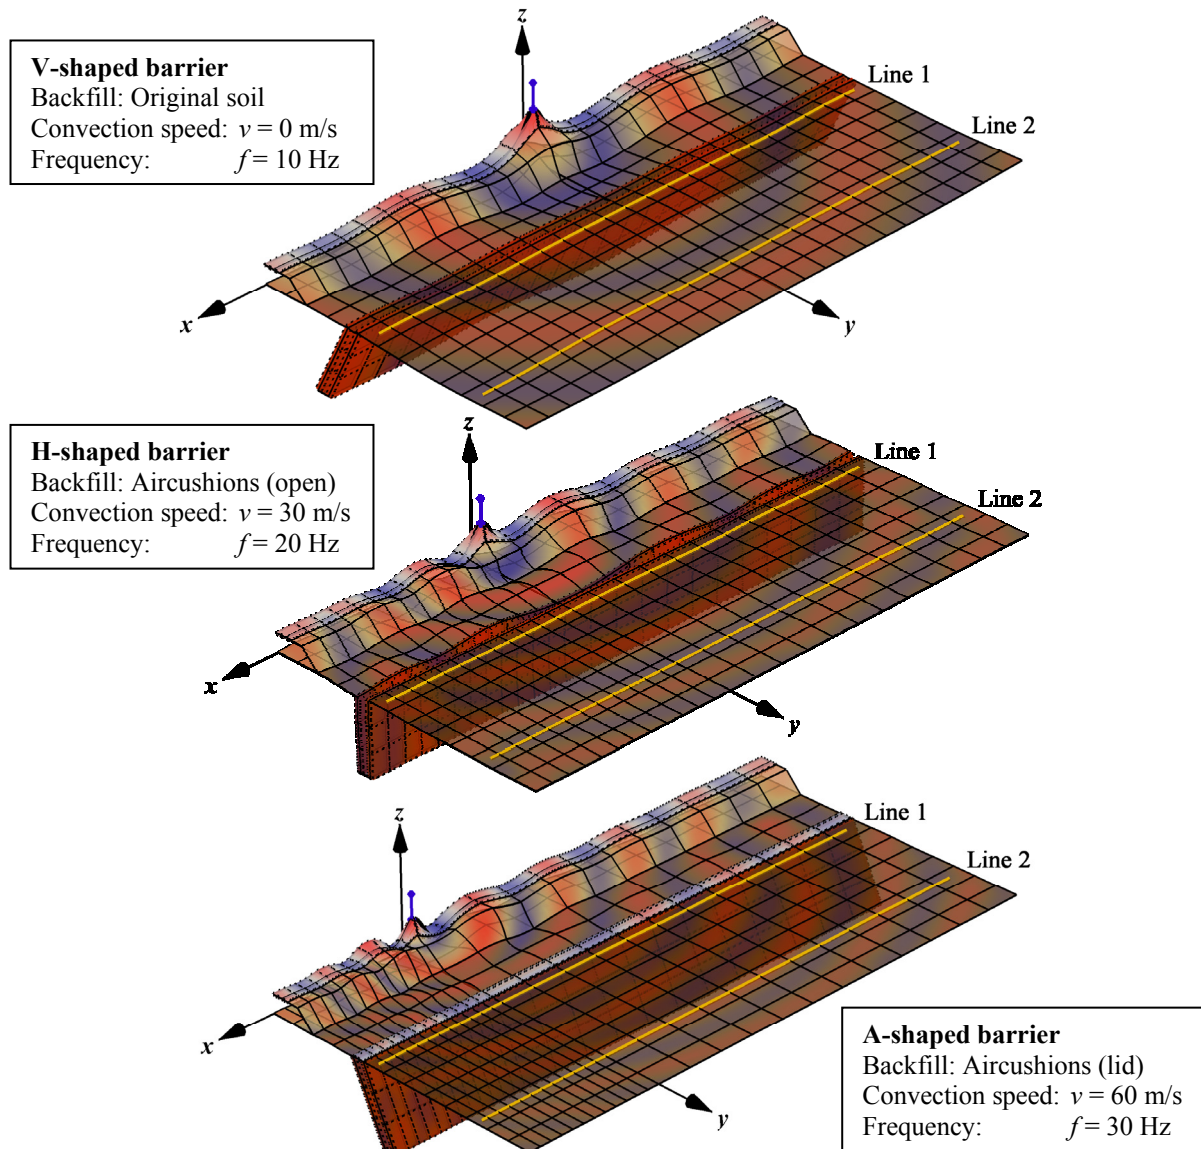 z
V-shaped barrier
Backfill: Original soil
Convection speed: v = 0 m/s
Frequency: f = 10 Hz
Line 1
Line 2
x
y
H-shaped barrier
Backfill: Aircushions (open)
Convection speed: v = 30 m/s
Frequency: f = 20 Hz
z
Line 1
Line 2
x
y
z
Line 1
Line 2
x
y
A-shaped barrier
Backfill: Aircushions (lid)
Convection speed: v = 60 m/s
Frequency: f = 30 Hz